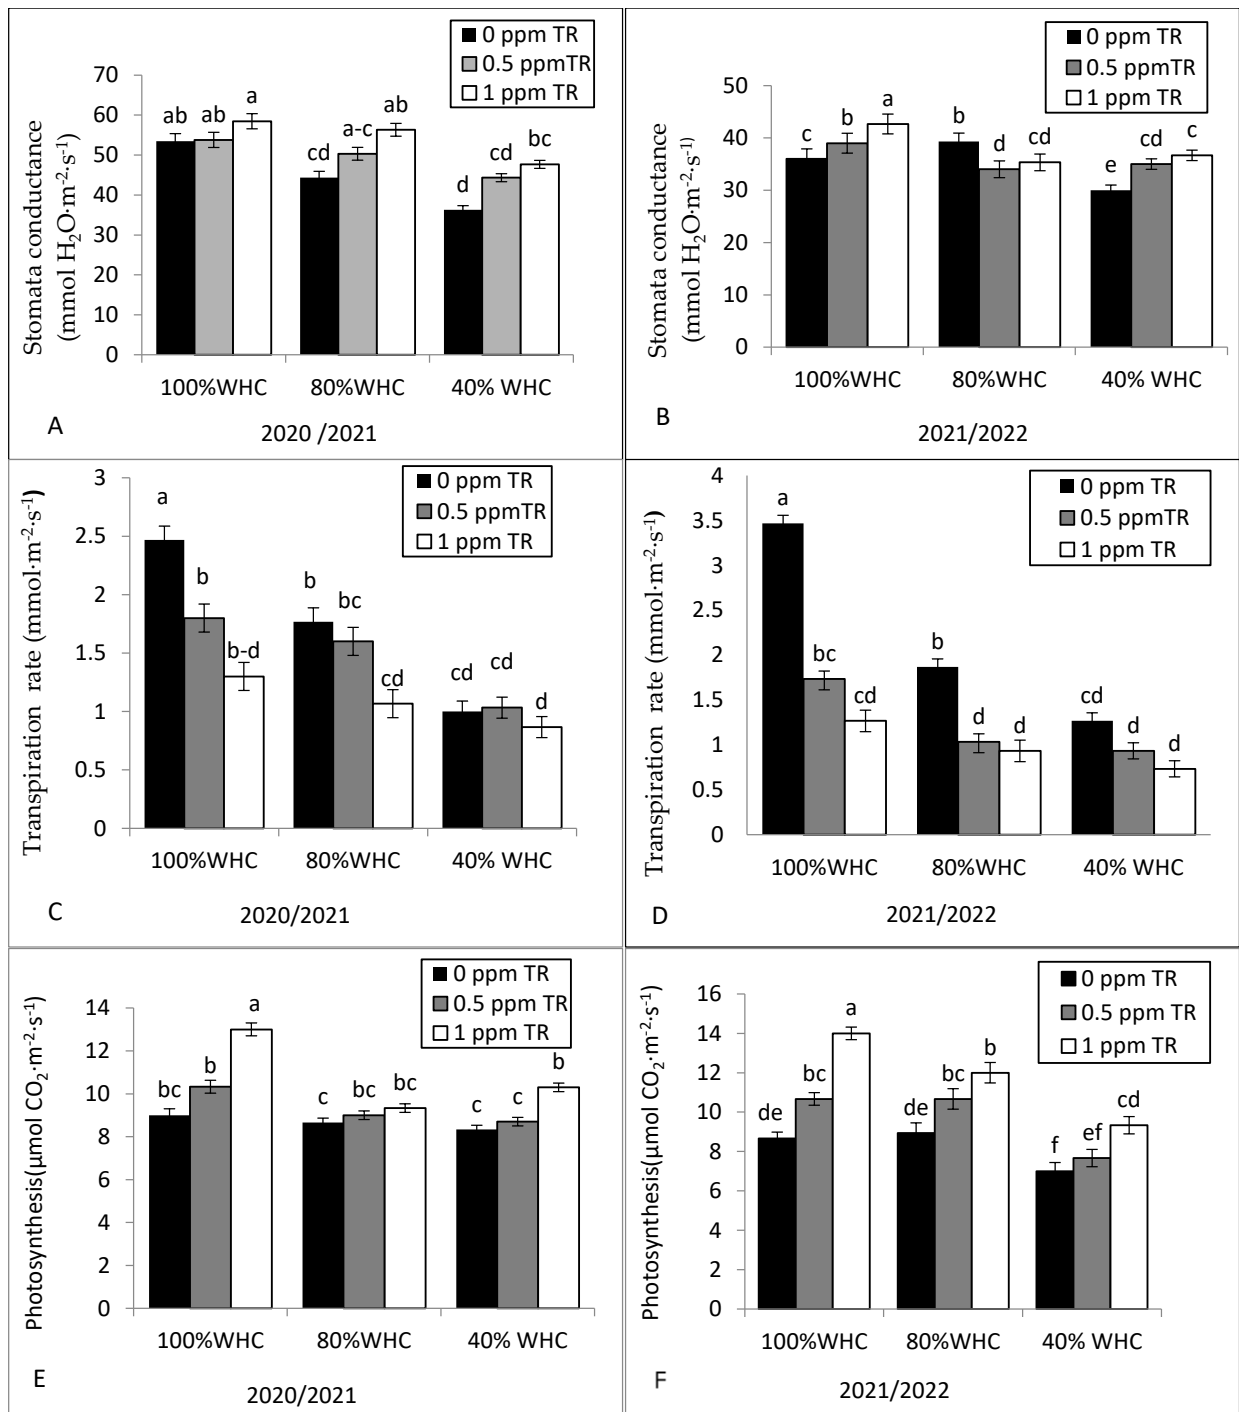 0 ppm TR
0.5 ppmTR
1 ppm TR
Stomata conductance
(mmol H₂O·m⁻²·s⁻¹)
70
60
50
40
30
20
10
0
ab ab a
cd a-c ab
d cd bc
100%WHC 80%WHC 40% WHC
A
2020 /2021
0 ppm TR
0.5 ppmTR
1 ppm TR
Stomata conductance
(mmol H₂O·m⁻²·s⁻¹)
50
40
30
20
10
0
c b a
b d cd
e cd c
100%WHC 80%WHC 40% WHC
B
2021/2022
0 ppm TR
0.5 ppmTR
1 ppm TR
Transpiration rate (mmol·m⁻²·s⁻¹)
3
2.5
2
1.5
1
0.5
0
a b b-d
b bc cd
cd cd d
100%WHC 80%WHC 40% WHC
C
2020/2021
0 ppm TR
0.5 ppmTR
1 ppm TR
Transpiration rate (mmol·m⁻²·s⁻¹)
4
3.5
3
2.5
2
1.5
1
0.5
0
a bc cd
b d d
cd d d
100%WHC 80%WHC 40% WHC
D
2021/2022
0 ppm TR
0.5 ppm TR
1 ppm TR
Photosynthesis(µmol CO₂·m⁻²·s⁻¹)
14
12
10
8
6
4
2
0
bc b a
c c bc
c c b
100%WHC 80%WHC 40% WHC
E
2020/2021
0 ppm TR
0.5 ppm TR
1 ppm TR
Photosynthesis(µmol CO₂·m⁻²·s⁻¹)
16
14
12
10
8
6
4
2
0
de bc a
de bc b
f ef cd
100%WHC 80%WHC 40% WHC
F
2021/2022